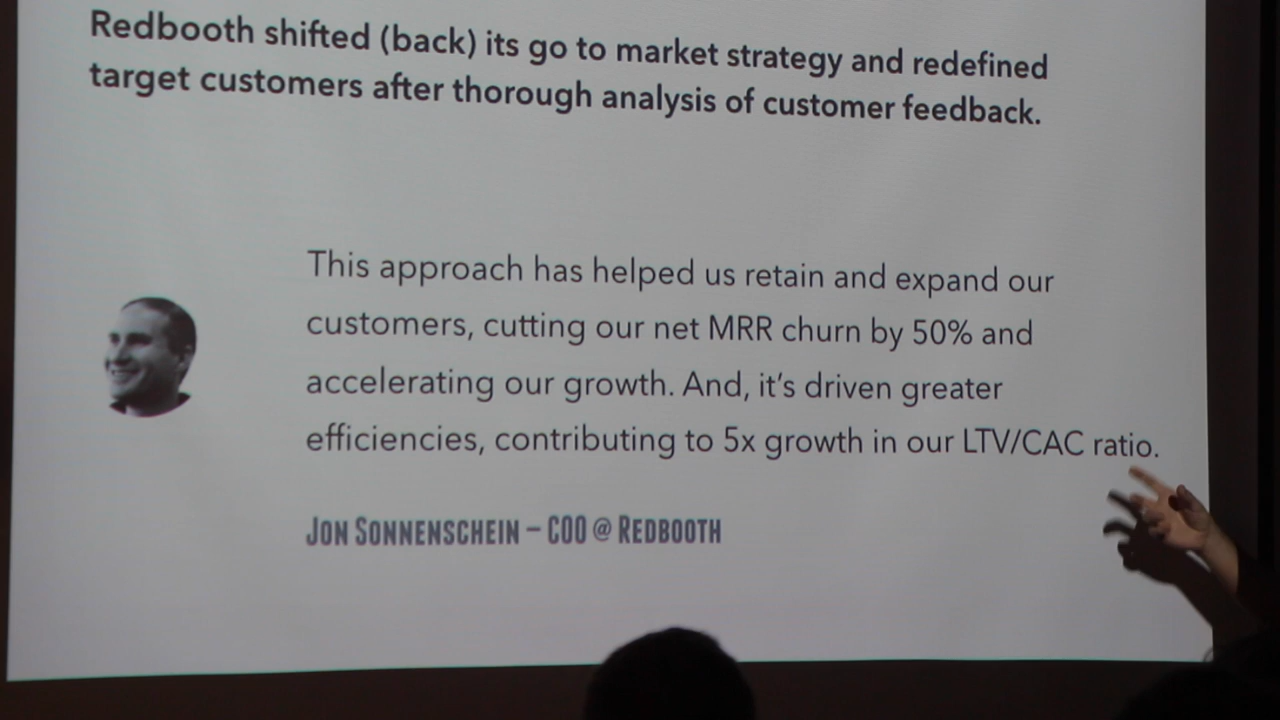 Redbooth shifted (back) its go to market strategy and redefined
target customers after thorough analysis of customer feedback.
This approach has helped us retain and expand our
customers, cutting our net MRR churn by 50% and
accelerating our growth. And, it's driven greater
efficiencies, contributing to 5x growth in our LTV/CAC ratio.
JON SONNENSCHEIN – COO @ REDBOOTH